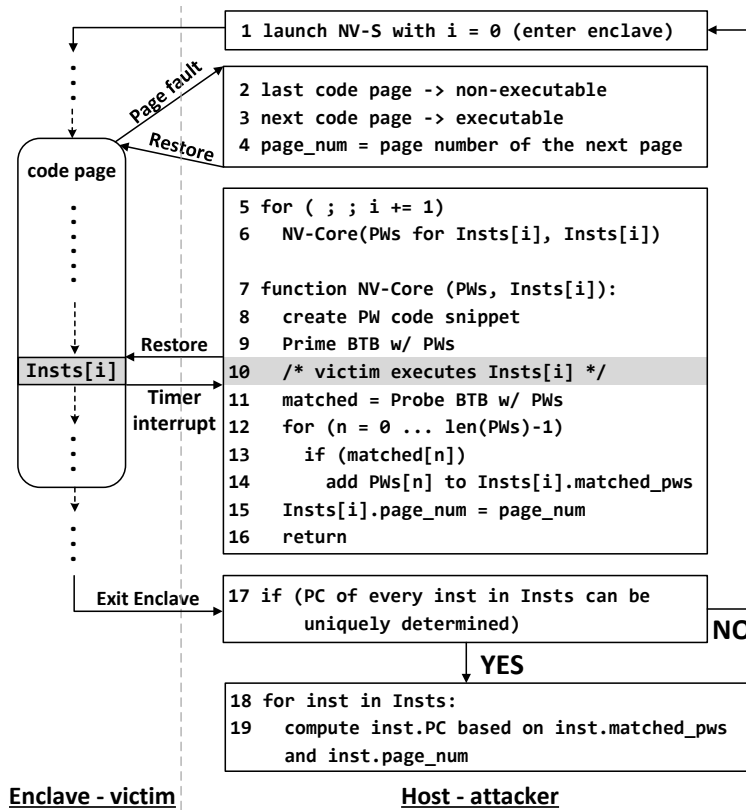 1 launch NV-S with i = 0 (enter enclave)
Page fault
2 last code page -> non-executable
3 next code page -> executable
4 page_num = page number of the next page
Restore
code page
5 for ( ; ; i += 1)
6 NV-Core(PWs for Insts[i], Insts[i])
7 function NV-Core (PWs, Insts[i]):
8 create PW code snippet
9 Prime BTB w/ PWs
Restore
Insts[i]
10 /* victim executes Insts[i] */
Timer
interrupt
11 matched = Probe BTB w/ PWs
12 for (n = 0 ... len(PWs)-1)
13 if (matched[n])
14 add PWs[n] to Insts[i].matched_pws
15 Insts[i].page_num = page_num
16 return
Exit Enclave
17 if (PC of every inst in Insts can be
uniquely determined)
NO
YES
18 for inst in Insts:
19 compute inst.PC based on inst.matched_pws
and inst.page_num
Enclave - victim
Host - attacker